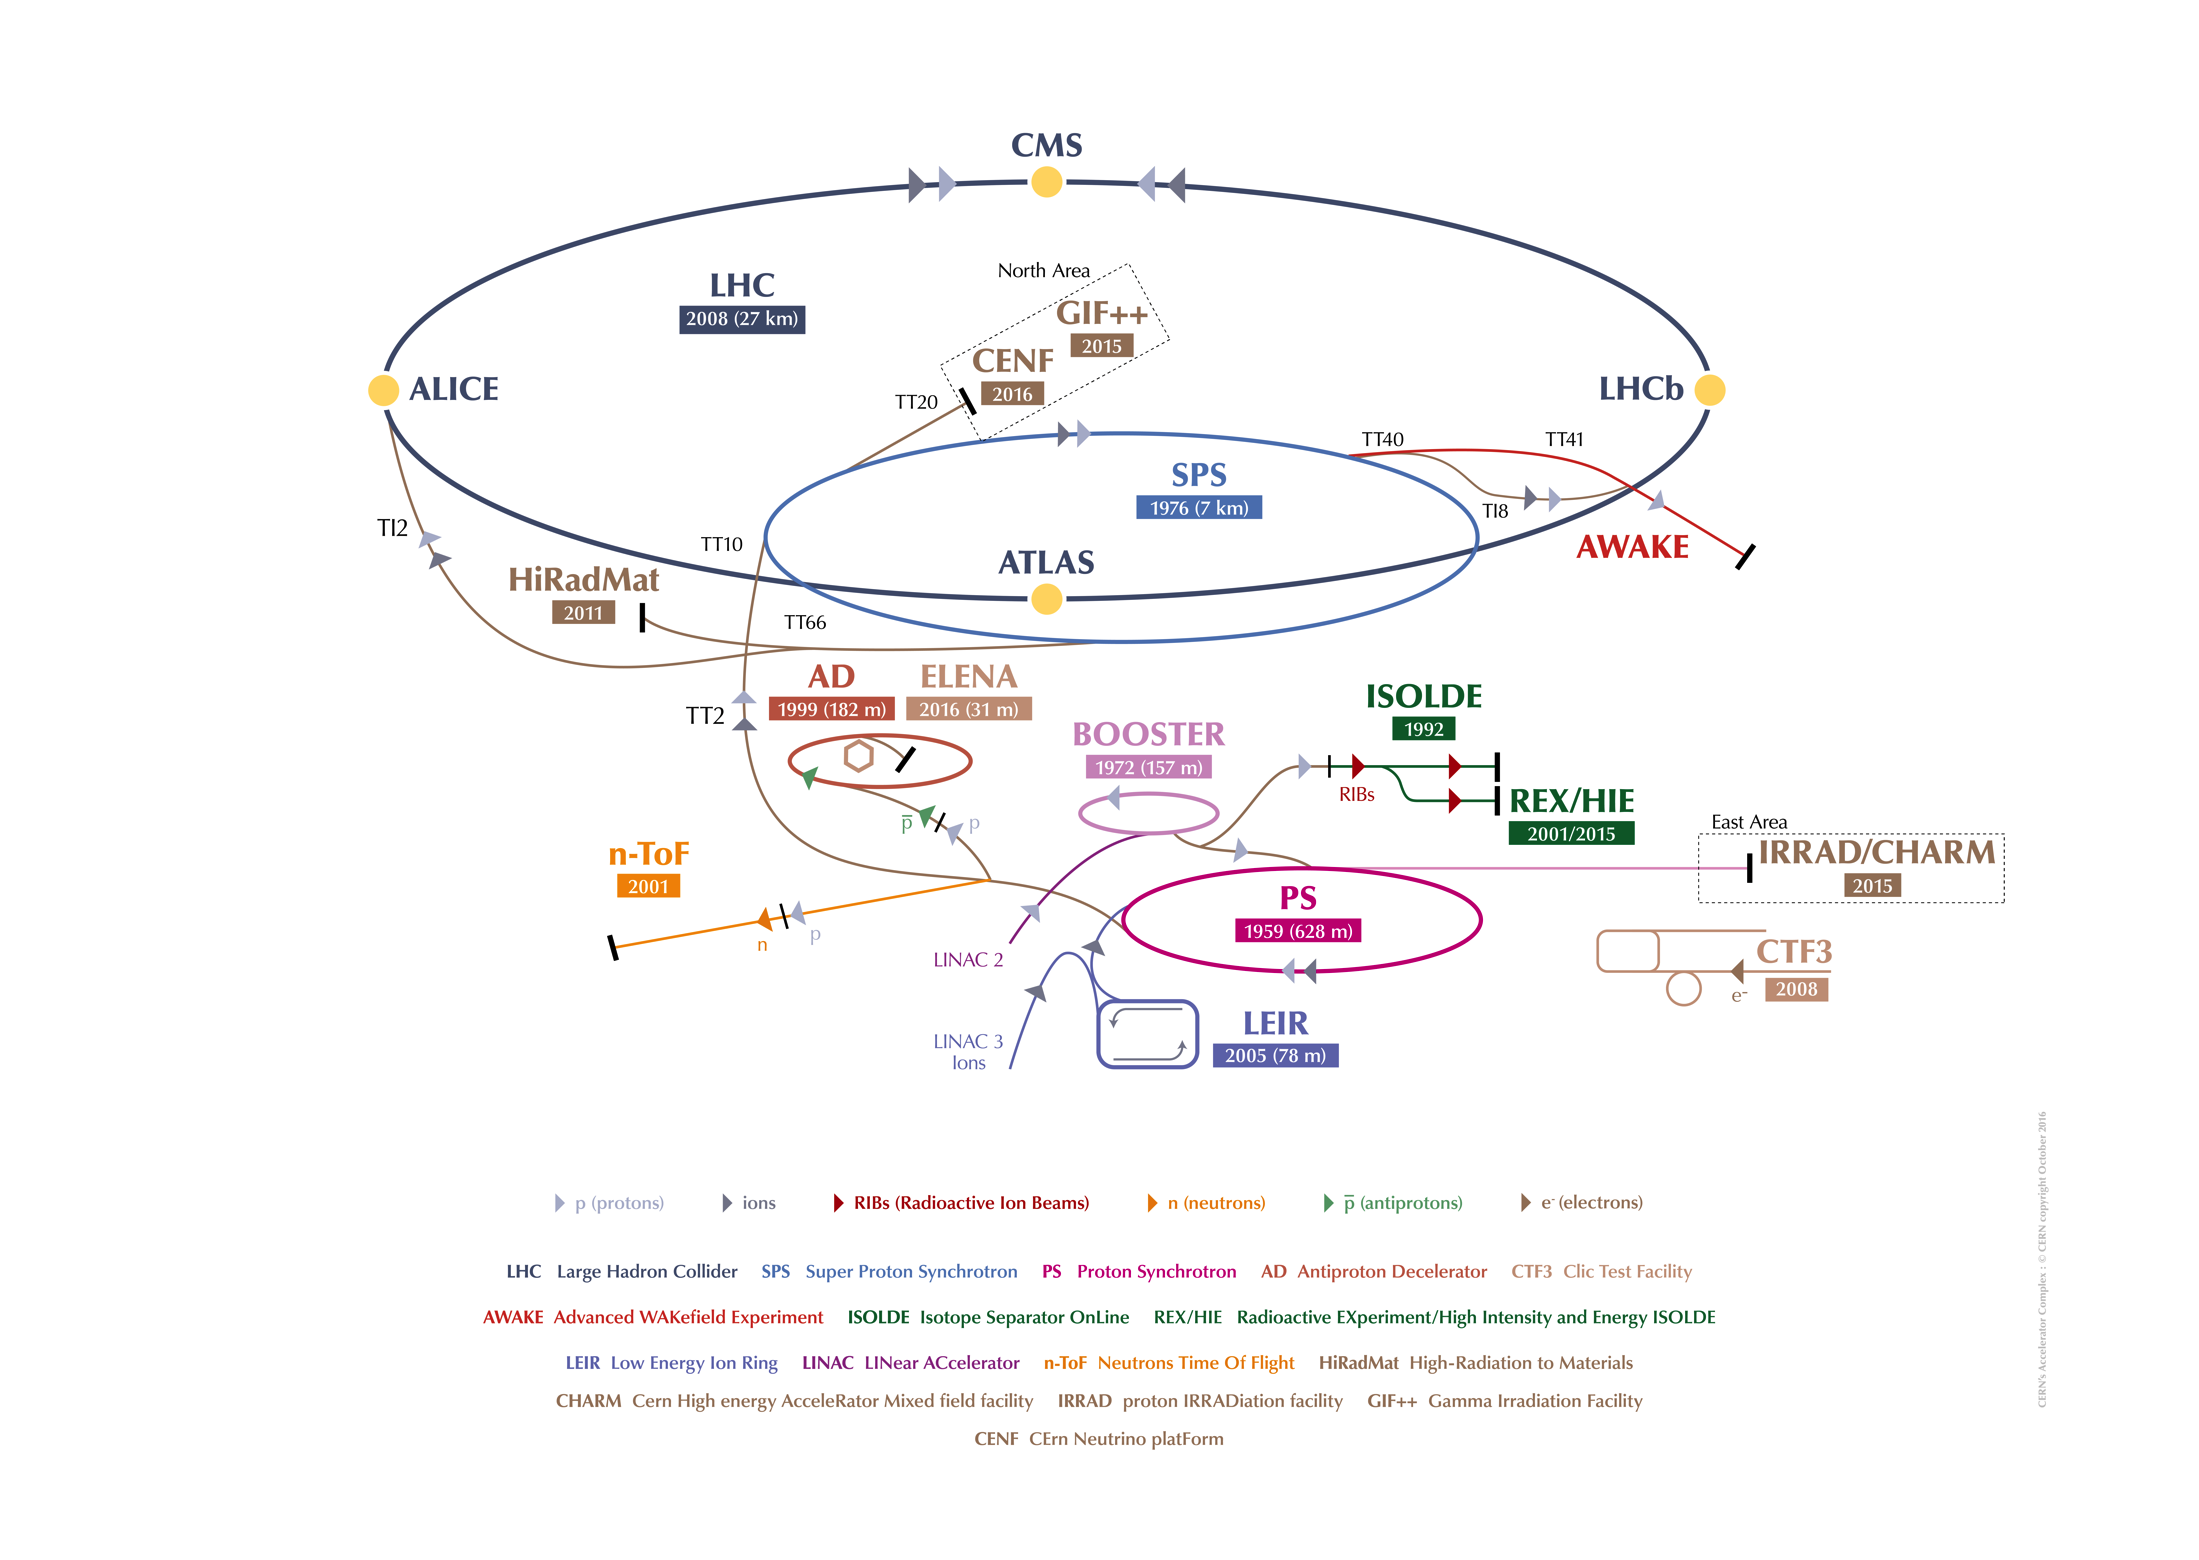 CMS
LHC
2008 (27 km)
North Area
GIF++
2015
CENF
2016
TT20
ALICE
LHCb
TT40
TT41
SPS
1976 (7 km)
TI8
TI2
TT10
AWAKE
ATLAS
HiRadMat
2011
TT66
AD
1999 (182 m)
ELENA
2016 (31 m)
TT2
ISOLDE
1992
BOOSTER
1972 (157 m)
RIBs
REX/HIE
2001/2015
p̅
p
East Area
IRRAD/CHARM
2015
n-ToF
2001
n
p
PS
1959 (628 m)
LINAC 2
CTF3
2008
e-
LEIR
2005 (78 m)
LINAC 3
Ions
p (protons) ions RIBs (Radioactive Ion Beams) n (neutrons) p̅ (antiprotons) e- (electrons)
LHC Large Hadron Collider SPS Super Proton Synchrotron PS Proton Synchrotron AD Antiproton Decelerator CTF3 Clic Test Facility
AWAKE Advanced WAKefield Experiment ISOLDE Isotope Separator OnLine REX/HIE Radioactive EXperiment/High Intensity and Energy ISOLDE
LEIR Low Energy Ion Ring LINAC LINear ACcelerator n-ToF Neutrons Time Of Flight HiRadMat High-Radiation to Materials
CHARM Cern High energy AcceleRator Mixed field facility IRRAD proton IRRADiation facility GIF++ Gamma Irradiation Facility
CENF CErn Neutrino platForm
CERN's Accelerator Complex : © CERN copyright October 2016